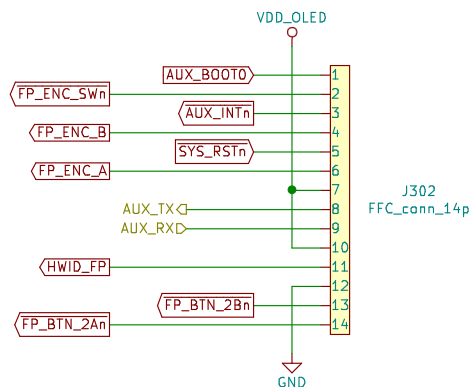 VDD_OLED
AUX_BOOT0 1
FP_ENC_SWn 2
AUX_INTn 3
FP_ENC_B 4
SYS_RSTn 5
FP_ENC_A 6
7
J302
AUX_TX 8
FFC_conn_14p
AUX_RX 9
10
HWID_FP 11
12
FP_BTN_2Bn 13
FP_BTN_2An 14
GND